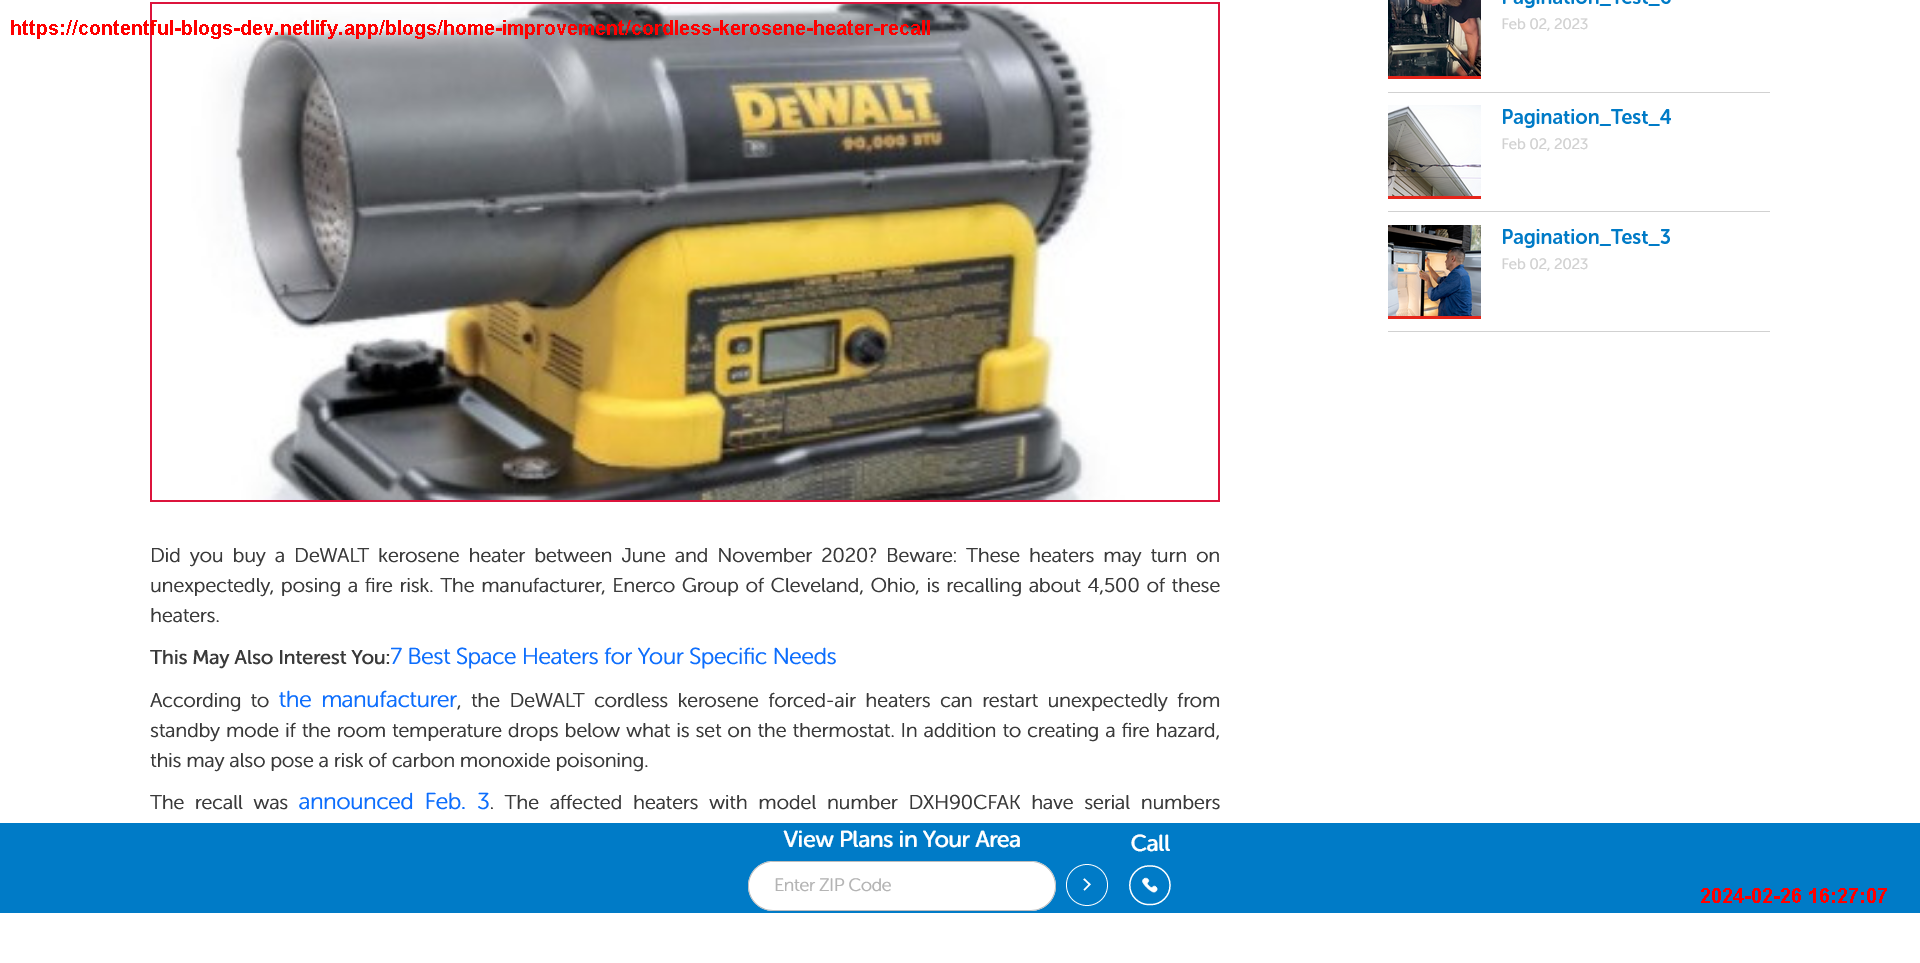 https://contentful-blogs-dev.netlify.app/blogs/home-improvement/cordless-kerosene-heater-recall
DeWALT
90,000 BTU
Pagination_Test_6
Feb 02, 2023
Pagination_Test_4
Feb 02, 2023
Pagination_Test_3
Feb 02, 2023
Did you buy a DeWALT kerosene heater between June and November 2020? Beware: These heaters may turn on
unexpectedly, posing a fire risk. The manufacturer, Enerco Group of Cleveland, Ohio, is recalling about 4,500 of these
heaters.
This May Also Interest You:7 Best Space Heaters for Your Specific Needs
According to the manufacturer, the DeWALT cordless kerosene forced-air heaters can restart unexpectedly from
standby mode if the room temperature drops below what is set on the thermostat. In addition to creating a fire hazard,
this may also pose a risk of carbon monoxide poisoning.
The recall was announced Feb. 3. The affected heaters with model number DXH90CFAK have serial numbers
View Plans in Your Area
Call
Enter ZIP Code
2024-02-26 16:27:07